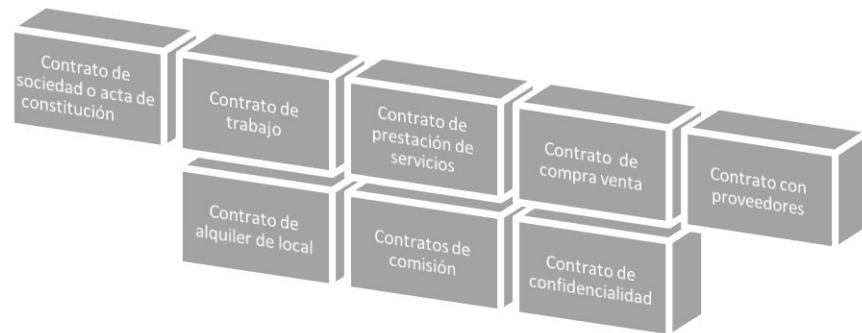 Contrato de
sociedad o acta de
constitución
Contrato de
trabajo
Contrato de
prestación de
servicios
Contrato de
compra venta
Contrato con
proveedores
Contrato de
alquiler de local
Contratos de
comisión
Contrato de
confidencialidad